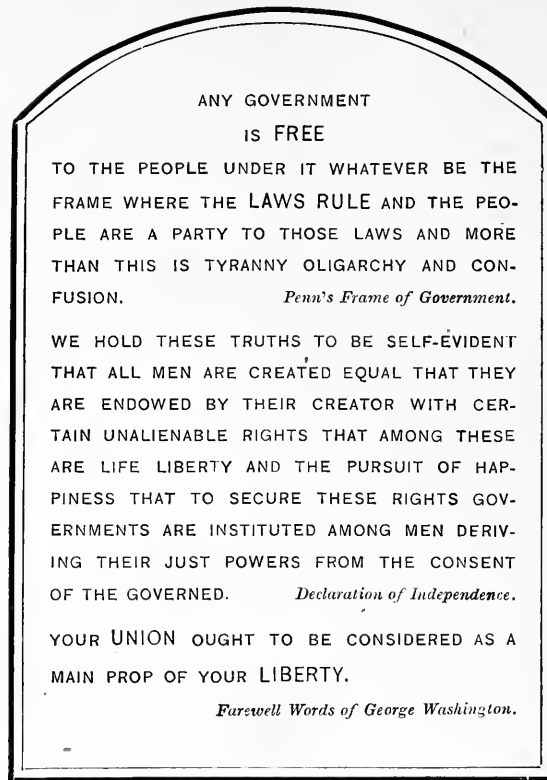 ANY GOVERNMENT
IS FREE
TO THE PEOPLE UNDER IT WHATEVER BE THE
FRAME WHERE THE LAWS RULE AND THE PEO-
PLE ARE A PARTY TO THOSE LAWS AND MORE
THAN THIS IS TYRANNY OLIGARCHY AND CON-
FUSION. Penn's Frame of Government.
WE HOLD THESE TRUTHS TO BE SELF-EVIDENT
THAT ALL MEN ARE CREATED EQUAL THAT THEY
ARE ENDOWED BY THEIR CREATOR WITH CER-
TAIN UNALIENABLE RIGHTS THAT AMONG THESE
ARE LIFE LIBERTY AND THE PURSUIT OF HAP-
PINESS THAT TO SECURE THESE RIGHTS GOV-
ERNMENTS ARE INSTITUTED AMONG MEN DERIV-
ING THEIR JUST POWERS FROM THE CONSENT
OF THE GOVERNED. Declaration of Independence.
YOUR UNION OUGHT TO BE CONSIDERED AS A
MAIN PROP OF YOUR LIBERTY.
Farewell Words of George Washington.